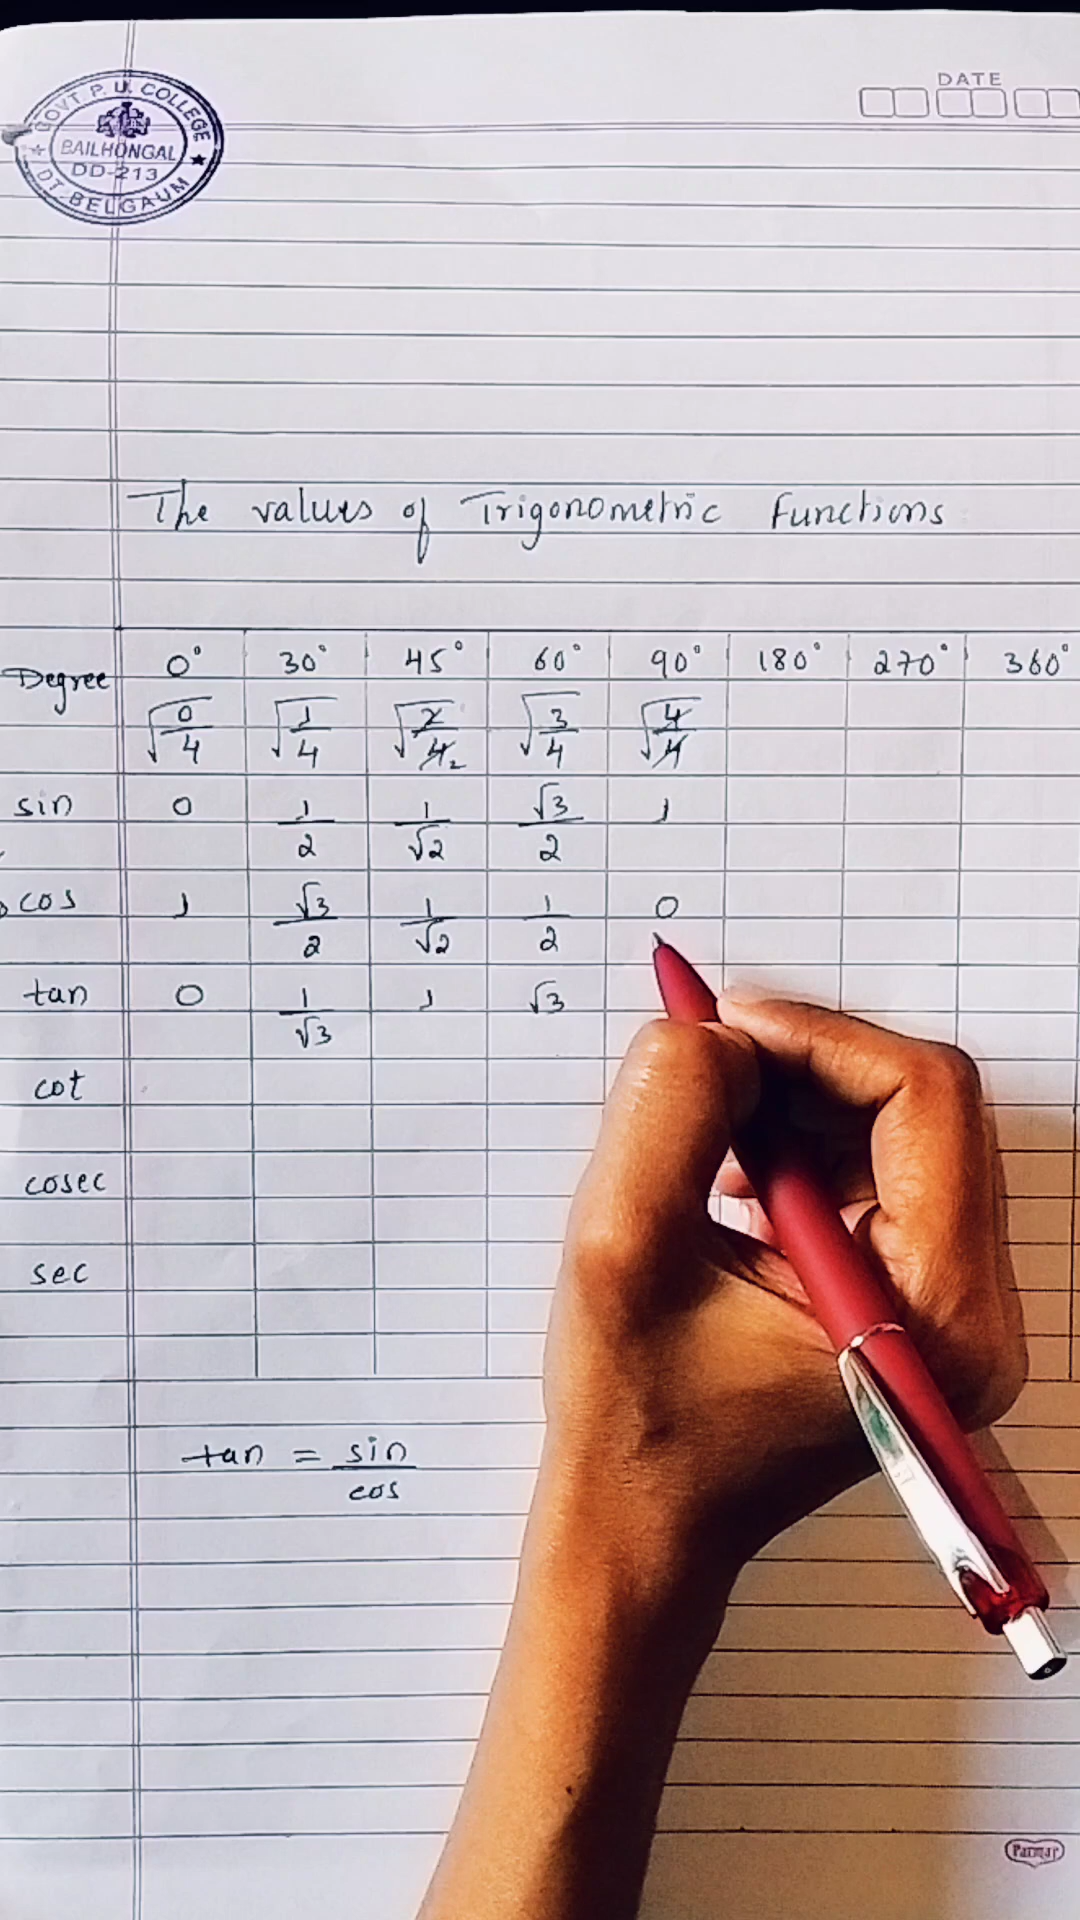 GOVT. P. U. COLLEGE
BAILHONGAL
DD-213
DT. BELGAUM
DATE
The values of Trigonometric Functions
Degree 0° 30° 45° 60° 90° 180° 270° 360°
√0/4 √1/4 √2/4 2 √3/4 √4/4
sin 0 1/2 1/√2 √3/2 1
cos 1 √3/2 1/√2 1/2 0
tan 0 1/√3 1 √3
cot
cosec
sec
tan = sin/cos
Parmar